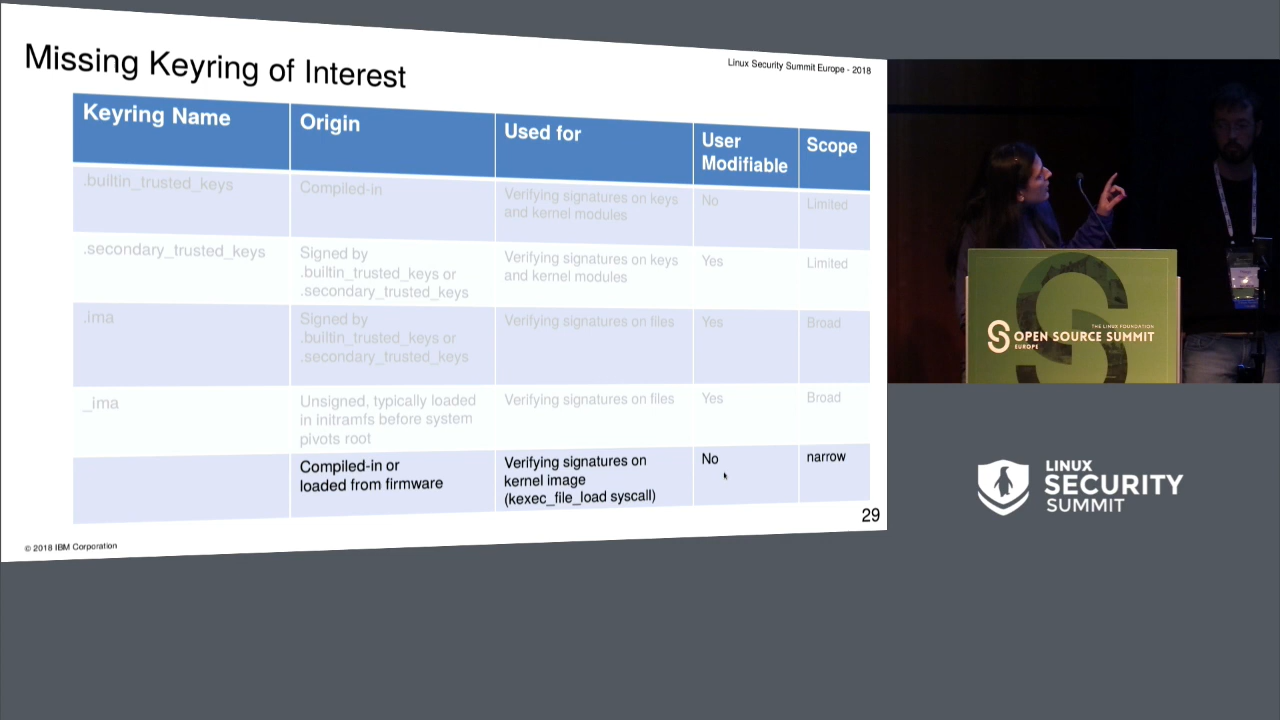 Missing Keyring of Interest
Linux Security Summit Europe - 2018
Keyring Name
Origin
Used for
User
Modifiable
Scope
.builtin_trusted_keys
Compiled-in
Verifying signatures on keys
and kernel modules
No
Limited
.secondary_trusted_keys
Signed by
.builtin_trusted_keys or
.secondary_trusted_keys
Verifying signatures on keys
and kernel modules
Yes
Limited
.ima
Signed by
.builtin_trusted_keys or
.secondary_trusted_keys
Verifying signatures on files
Yes
Broad
_ima
Unsigned, typically loaded
in initramfs before system
pivots root
Verifying signatures on files
Yes
Broad
Compiled-in or
loaded from firmware
Verifying signatures on
kernel image
(kexec_file_load syscall)
No
narrow
29
© 2018 IBM Corporation
THE LINUX FOUNDATION
OPEN SOURCE SUMMIT
EUROPE
LINUX
SECURITY
SUMMIT